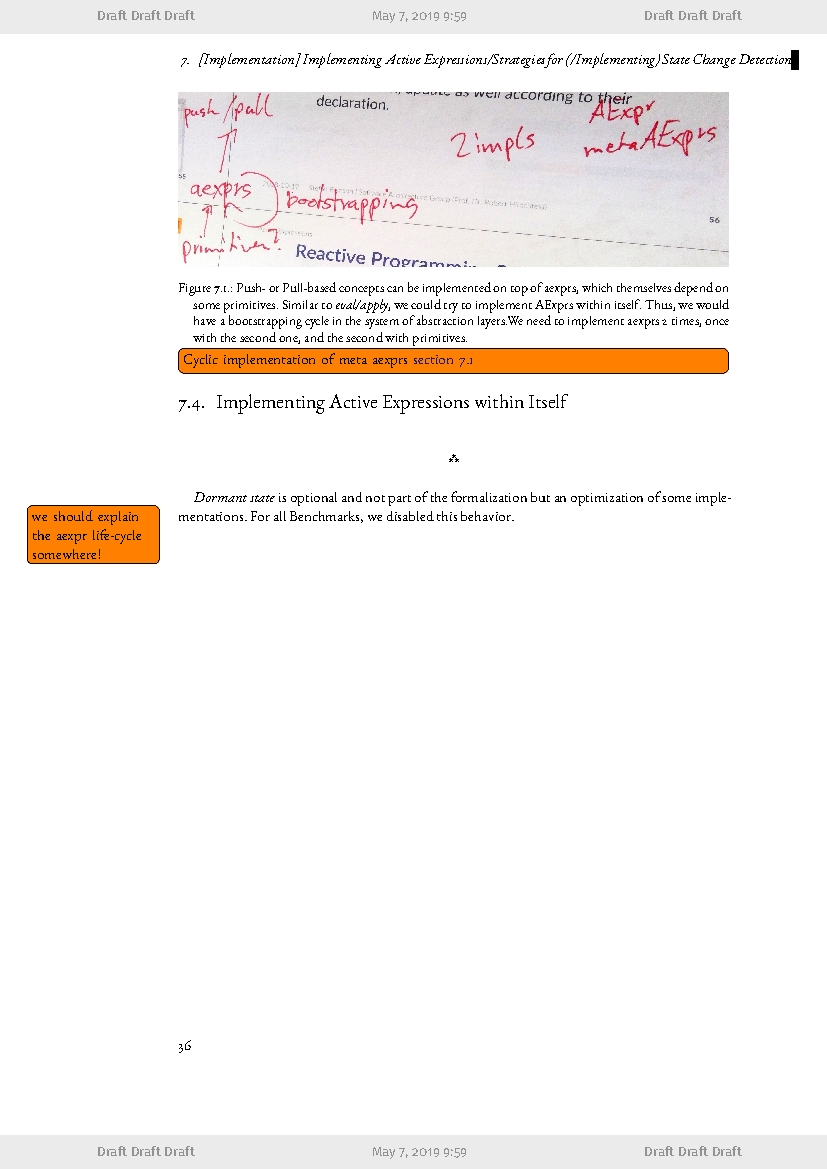 Draft Draft Draft May 7, 2019 9:59 Draft Draft Draft
7. [Implementation] Implementing Active Expressions/Strategies for (/Implementing) State Change Detection
push/pull
declaration.
as well according to their
AExpr
2 impls
metaAExprs
55
aexprs
bootstrapping
56
primitives?
Reactive
Figure 7.1.: Push- or Pull-based concepts can be implemented on top of aexprs, which themselves depend on
some primitives. Similar to eval/apply, we could try to implement AExprs within itself. Thus, we would
have a bootstrapping cycle in the system of abstraction layers.We need to implement aexprs 2 times, once
with the second one, and the second with primitives.
Cyclic implementation of meta aexprs section 7.1
7.4. Implementing Active Expressions within Itself
⁂
Dormant state is optional and not part of the formalization but an optimization of some imple-
mentations. For all Benchmarks, we disabled this behavior.
we should explain
the aexpr life-cycle
somewhere!
36
Draft Draft Draft May 7, 2019 9:59 Draft Draft Draft